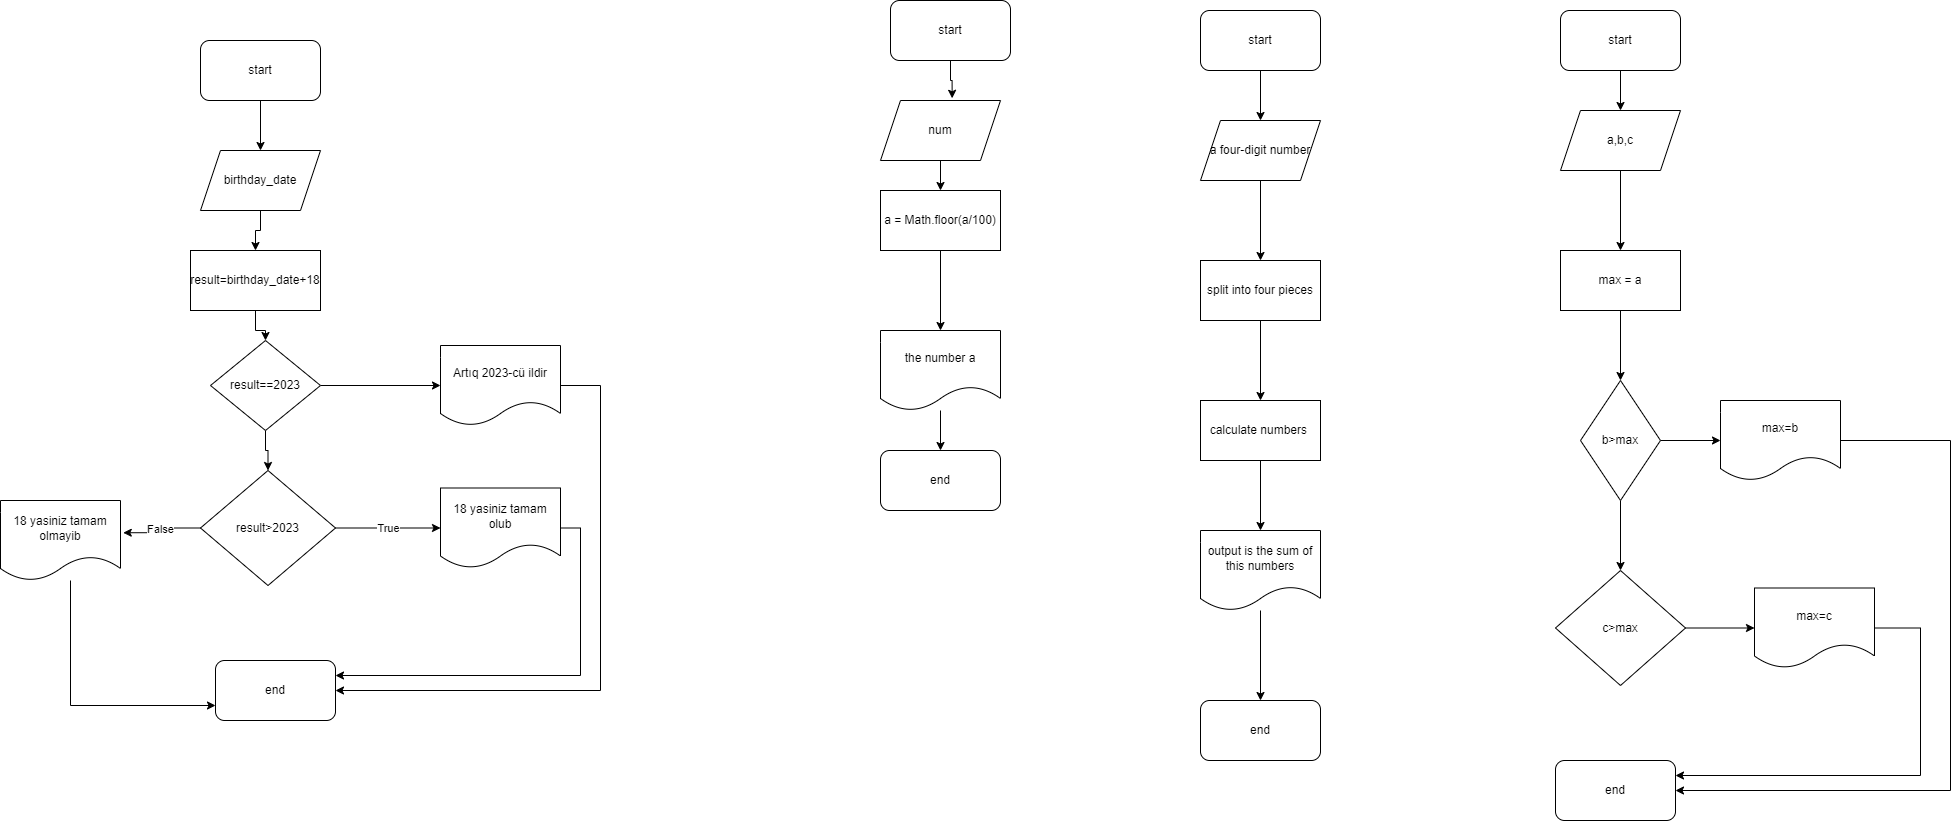 start
birthday_date
result=birthday_date+18
result==2023
Artıq 2023-cü ildir
result>2023
False
True
18 yasiniz tamam
olmayib
18 yasiniz tamam
olub
end
start
num
a = Math.floor(a/100)
the number a
end
start
a four-digit number
split into four pieces
calculate numbers
output is the sum of
this numbers
end
start
a,b,c
max = a
b>max
max=b
c>max
max=c
end